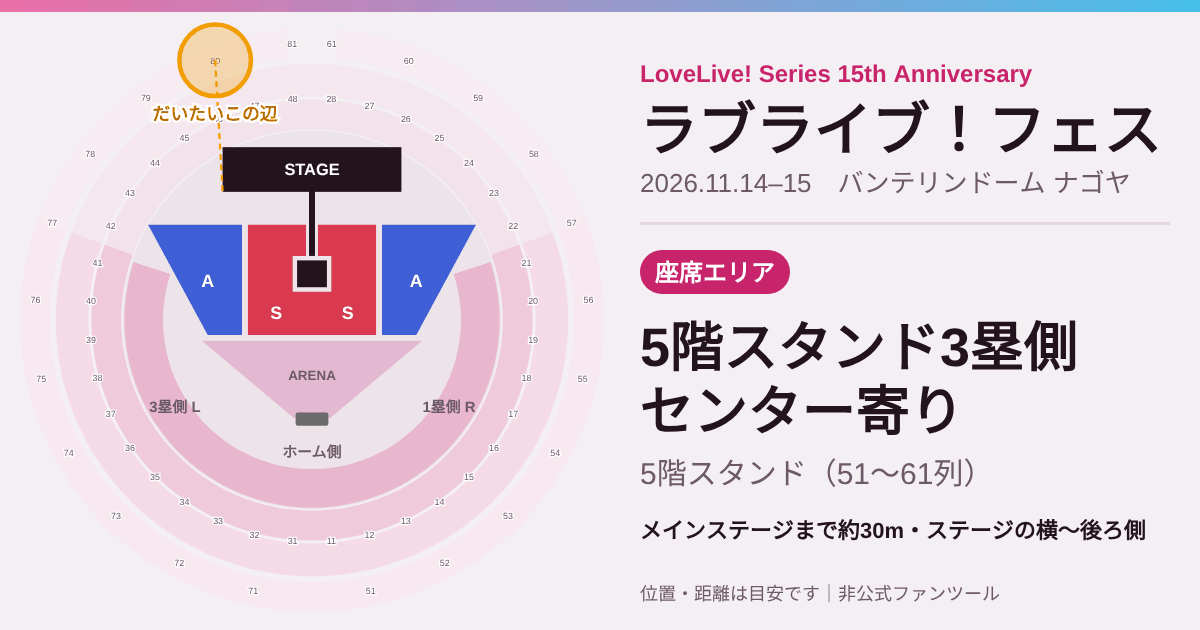 LoveLive! Series 15th Anniversary
ラブライブ！フェス
2026.11.14–15　バンテリンドーム ナゴヤ
座席エリア
5階スタンド3塁側
センター寄り
5階スタンド（51〜61列）
メインステージまで約30m・ステージの横〜後ろ側
位置・距離は目安です｜非公式ファンツール
81 61
80 60
79 48 28 27 59
だいたいこの辺
26
45 25
78 44 24 58
STAGE
43 23
77 42 22 57
41 21
A A
76 40 20 56
S S
39 19
75 38 ARENA 18 55
3塁側 L 1塁側 R
37 17
74 36 ホーム側 16 54
35 15
34 14
73 33 13 53
32 31 11 12
72 52
71 51